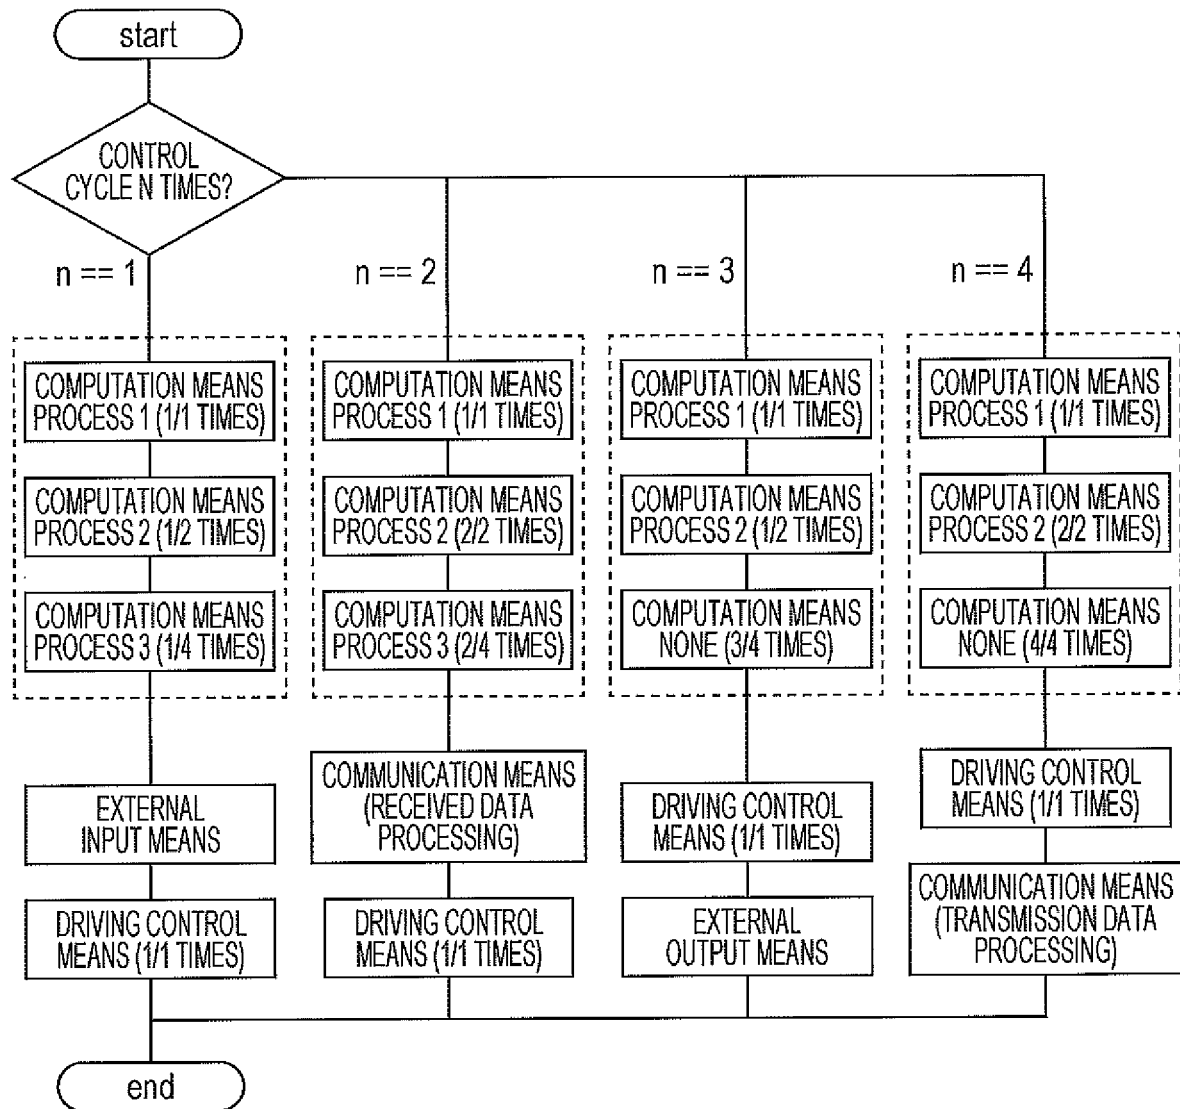 start
CONTROL
CYCLE N TIMES?
n == 1
n == 2
n == 3
n == 4
COMPUTATION MEANS
PROCESS 1 (1/1 TIMES)
COMPUTATION MEANS
PROCESS 2 (1/2 TIMES)
COMPUTATION MEANS
PROCESS 3 (1/4 TIMES)
EXTERNAL
INPUT MEANS
DRIVING CONTROL
MEANS (1/1 TIMES)
COMPUTATION MEANS
PROCESS 1 (1/1 TIMES)
COMPUTATION MEANS
PROCESS 2 (2/2 TIMES)
COMPUTATION MEANS
PROCESS 3 (2/4 TIMES)
COMMUNICATION MEANS
(RECEIVED DATA
PROCESSING)
DRIVING CONTROL
MEANS (1/1 TIMES)
COMPUTATION MEANS
PROCESS 1 (1/1 TIMES)
COMPUTATION MEANS
PROCESS 2 (1/2 TIMES)
COMPUTATION MEANS
NONE (3/4 TIMES)
DRIVING CONTROL
MEANS (1/1 TIMES)
EXTERNAL
OUTPUT MEANS
COMPUTATION MEANS
PROCESS 1 (1/1 TIMES)
COMPUTATION MEANS
PROCESS 2 (2/2 TIMES)
COMPUTATION MEANS
NONE (4/4 TIMES)
DRIVING CONTROL
MEANS (1/1 TIMES)
COMMUNICATION MEANS
(TRANSMISSION DATA
PROCESSING)
end